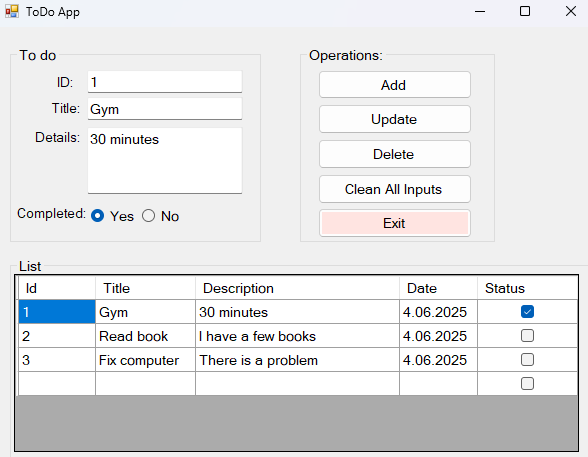 ToDo App
To do
ID: 1
Title: Gym
Details: 30 minutes
Completed: Yes No
Operations:
Add
Update
Delete
Clean All Inputs
Exit
List
Id Title Description Date Status
1 Gym 30 minutes 4.06.2025
2 Read book I have a few books 4.06.2025
3 Fix computer There is a problem 4.06.2025